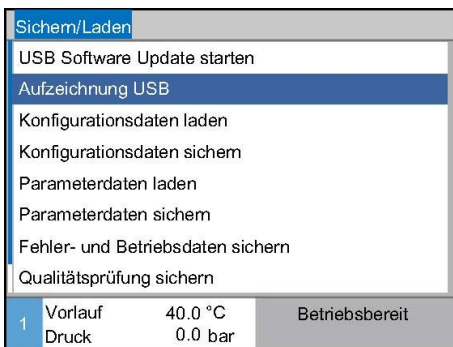 Sichern/Laden
USB Software Update starten
Aufzeichnung USB
Konfigurationsdaten laden
Konfigurationsdaten sichern
Parameterdaten laden
Parameterdaten sichern
Fehler- und Betriebsdaten sichern
Qualitätsprüfung sichern
1 Vorlauf 40.0 °C Betriebsbereit
Druck 0.0 bar